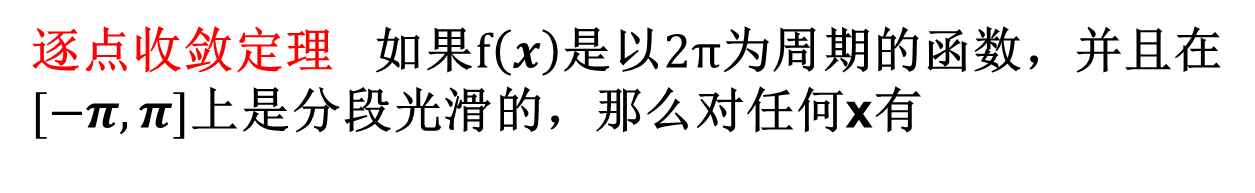 逐点收敛定理 如果f(x)是以2π为周期的函数，并且在
[−π, π]上是分段光滑的，那么对任何x有